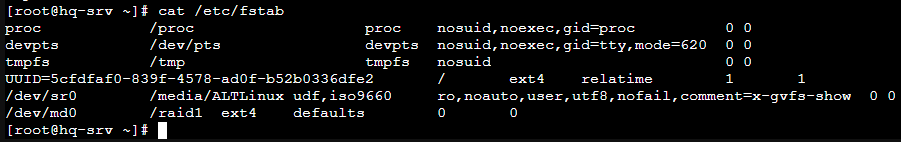 [root@hq-srv ~]# cat /etc/fstab
proc /proc proc nosuid,noexec,gid=proc 0 0
devpts /dev/pts devpts nosuid,noexec,gid=tty,mode=620 0 0
tmpfs /tmp tmpfs nosuid 0 0
UUID=5cfdfaf0-839f-4578-ad0f-b52b0336dfe2 / ext4 relatime 1 1
/dev/sr0 /media/ALTLinux udf,iso9660 ro,noauto,user,utf8,nofail,comment=x-gvfs-show 0 0
/dev/md0 /raid1 ext4 defaults 0 0
[root@hq-srv ~]#